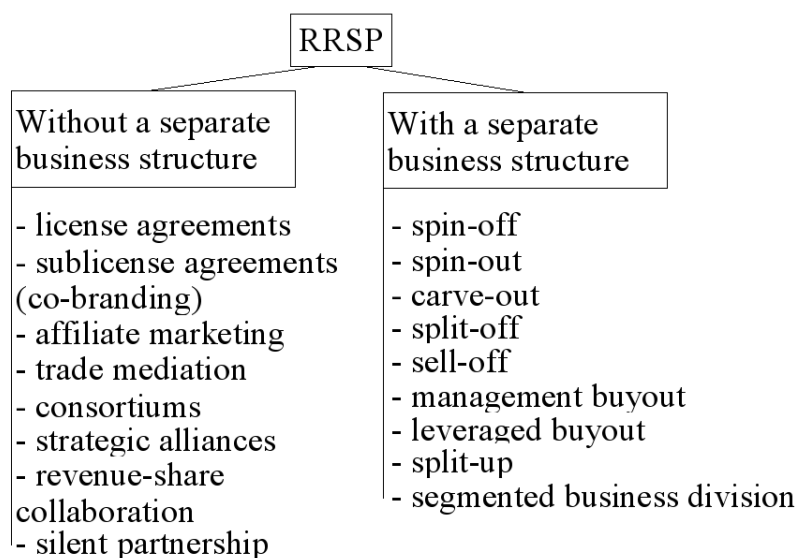 RRSP
Without a separate
business structure
- license agreements
- sublicense agreements
(co-branding)
- affiliate marketing
- trade mediation
- consortiums
- strategic alliances
- revenue-share
collaboration
- silent partnership
With a separate
business structure
- spin-off
- spin-out
- carve-out
- split-off
- sell-off
- management buyout
- leveraged buyout
- split-up
- segmented business division